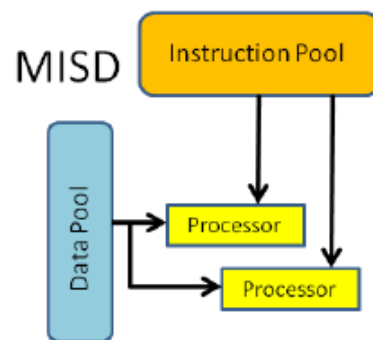 MISD
Instruction Pool
Data Pool
Processor
Processor